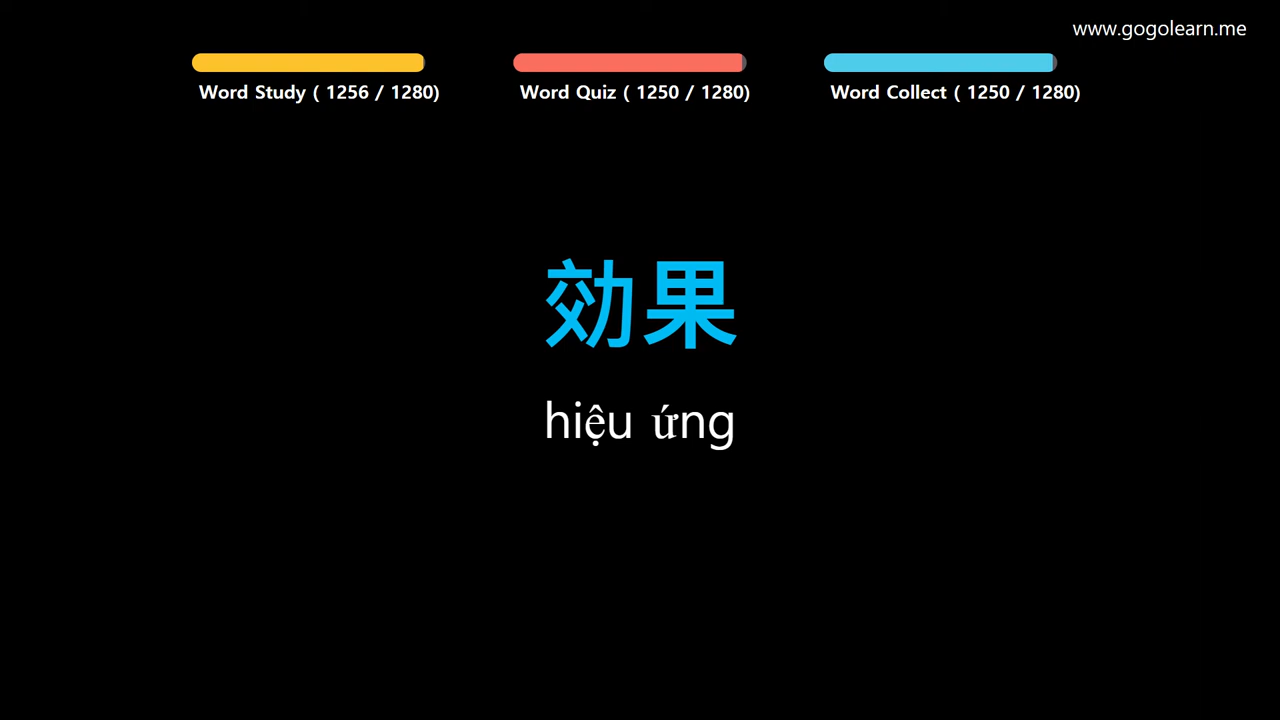 www.gogolearn.me
Word Study ( 1256 / 1280)
Word Quiz ( 1250 / 1280)
Word Collect ( 1250 / 1280)
効果
hiệu ứng